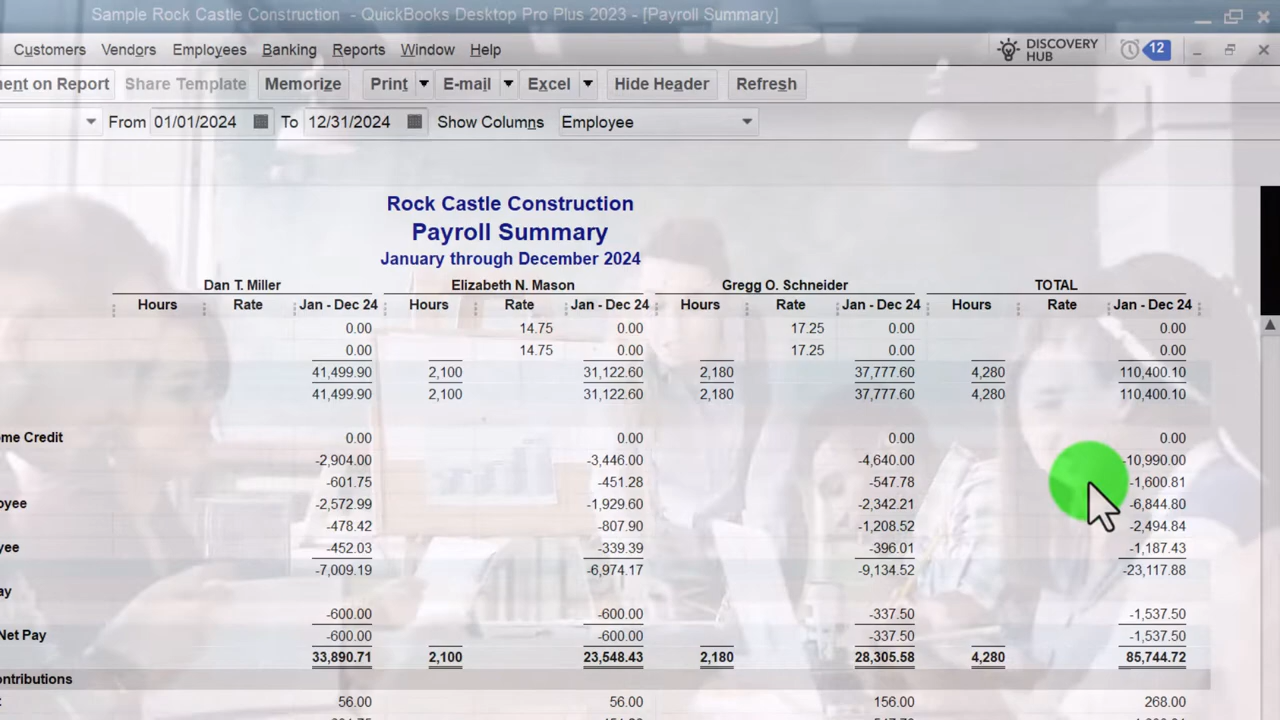 Sample Rock Castle Construction - QuickBooks Desktop Pro Plus 2023 - [Payroll Summary]
Customers Vendors Employees Banking Reports Window Help DISCOVERY HUB 12
ent on Report Share Template Memorize Print E-mail Excel Hide Header Refresh
From 01/01/2024 To 12/31/2024 Show Columns Employee
Rock Castle Construction
Payroll Summary
January through December 2024
Dan T. Miller Elizabeth N. Mason Gregg O. Schneider TOTAL
Hours Rate Jan - Dec 24 Hours Rate Jan - Dec 24 Hours Rate Jan - Dec 24 Hours Rate Jan - Dec 24
0.00 14.75 0.00 17.25 0.00 0.00
0.00 14.75 0.00 17.25 0.00 0.00
41,499.90 2,100 31,122.60 2,180 37,777.60 4,280 110,400.10
41,499.90 2,100 31,122.60 2,180 37,777.60 4,280 110,400.10
me Credit 0.00 0.00 0.00 0.00
-2,904.00 -3,446.00 -4,640.00 -10,990.00
-601.75 -451.28 -547.78 -1,600.81
oyee -2,572.99 -1,929.60 -2,342.21 -6,844.80
-478.42 -807.90 -1,208.52 -2,494.84
yee -452.03 -339.39 -396.01 -1,187.43
-7,009.19 -6,974.17 -9,134.52 -23,117.88
ay
-600.00 -600.00 -337.50 -1,537.50
Net Pay -600.00 -600.00 -337.50 -1,537.50
33,890.71 2,100 23,548.43 2,180 28,305.58 4,280 85,744.72
ontributions
56.00 56.00 156.00 268.00